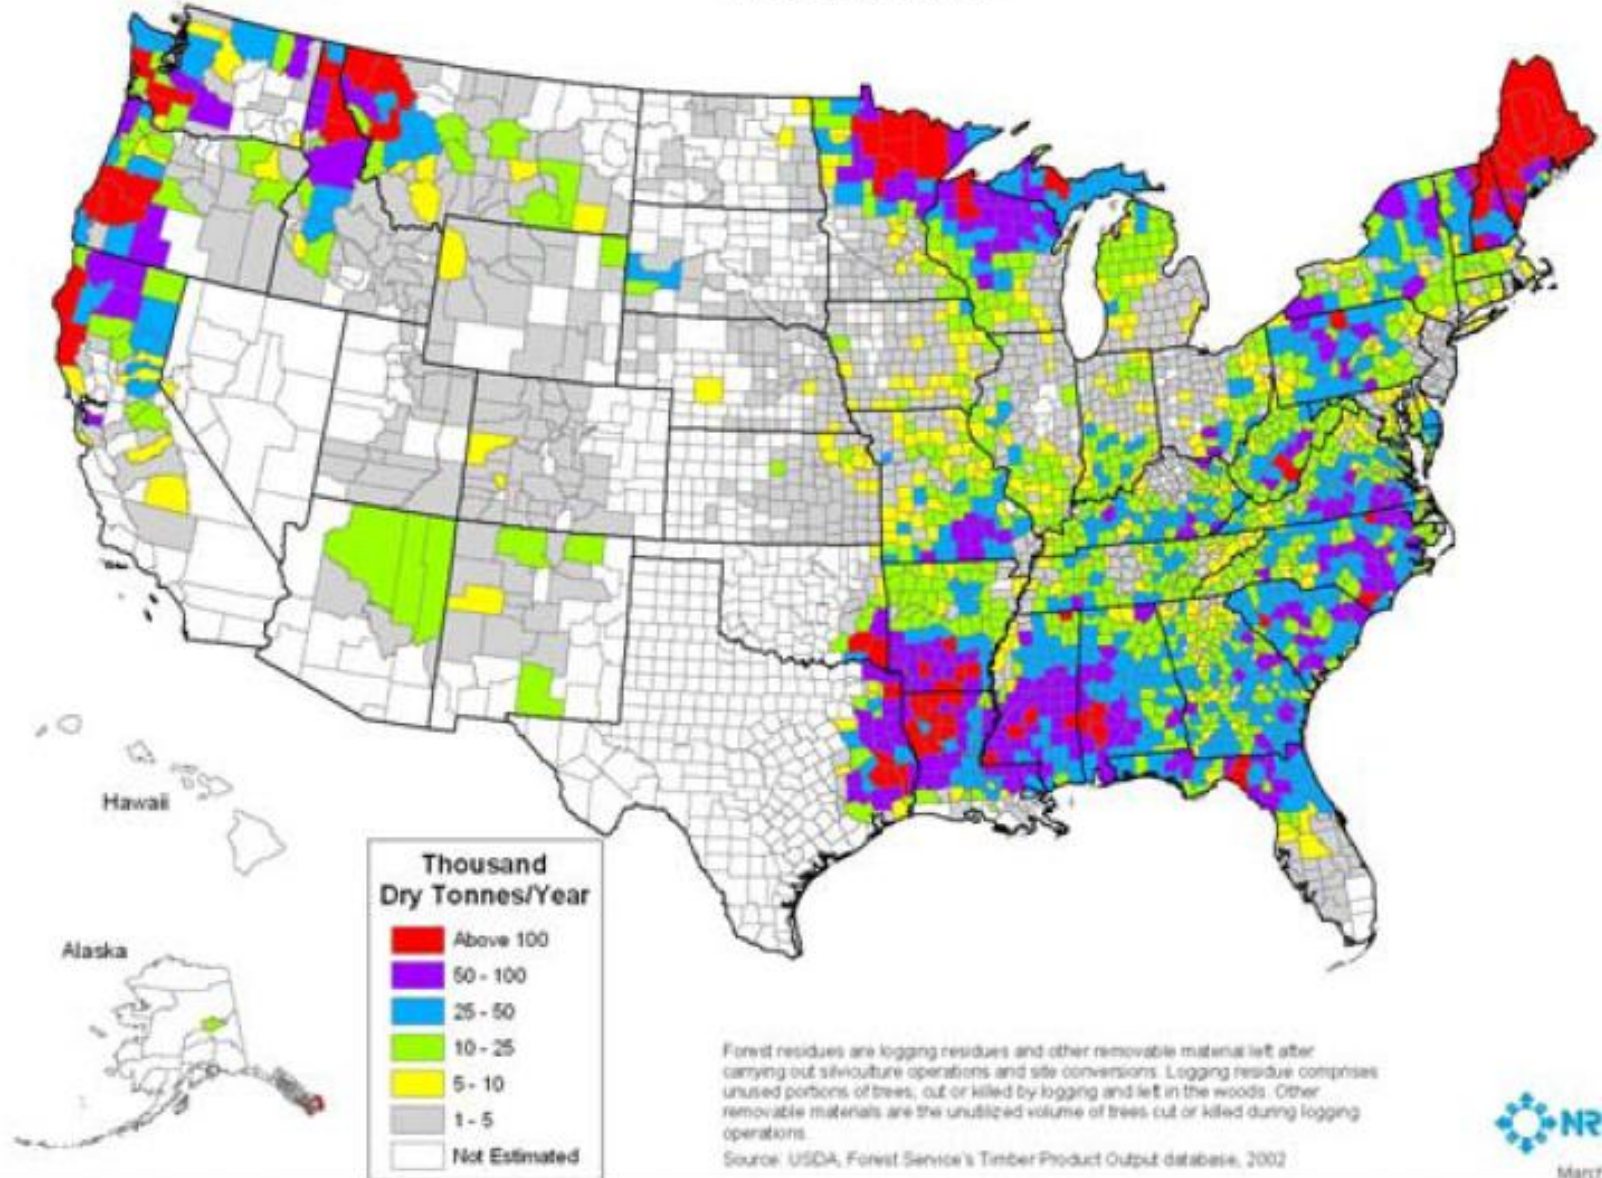 Hawaii
Alaska
Thousand
Dry Tonnes/Year
Above 100
50 - 100
25 - 50
10 - 25
5 - 10
1 - 5
Not Estimated
Forest residues are logging residues and other removable material left after
carrying out silviculture operations and site conversions. Logging residue comprises
unused portions of trees, cut or killed by logging and left in the woods. Other
removable materials are the unutilized volume of trees cut or killed during logging
operations.
Source: USDA, Forest Service's Timber Product Output database, 2002
NR
March